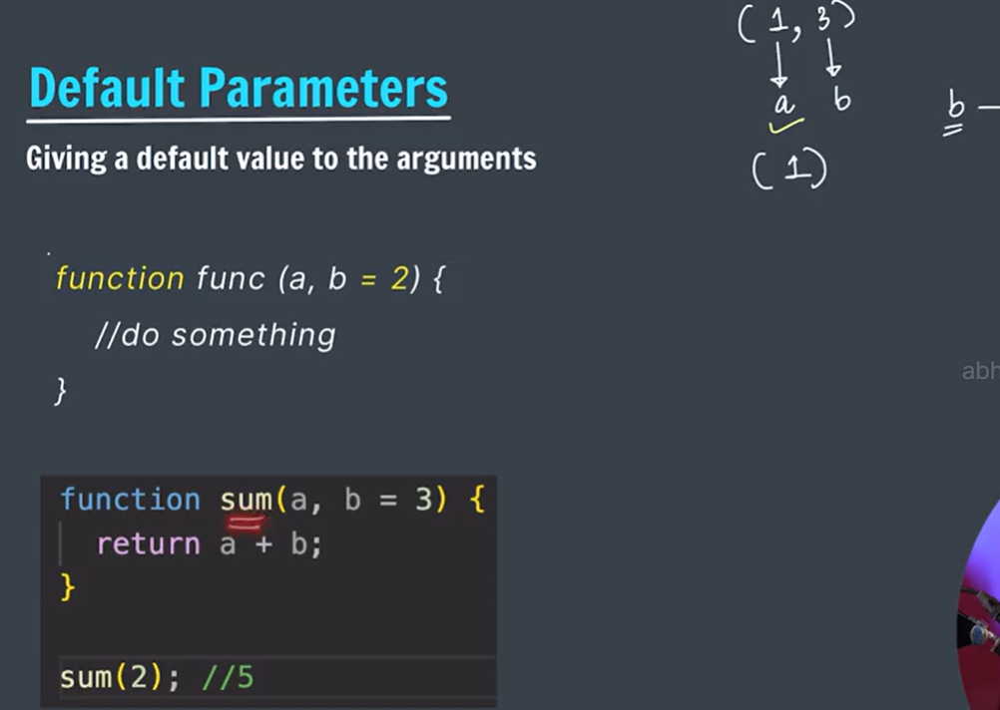 ( 1, 3 )
a b
b
( 1 )
Default Parameters
Giving a default value to the arguments
function func (a, b = 2) {
//do something
}
abh
function sum(a, b = 3) {
return a + b;
}
sum(2); //5